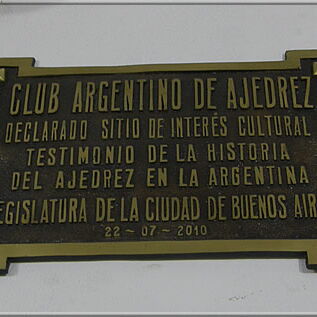 CLUB ARGENTINO DE AJEDREZ
DECLARADO SITIO DE INTERÉS CULTURAL
TESTIMONIO DE LA HISTORIA
DEL AJEDREZ EN LA ARGENTINA
LEGISLATURA DE LA CIUDAD DE BUENOS AIR
22-07-2010